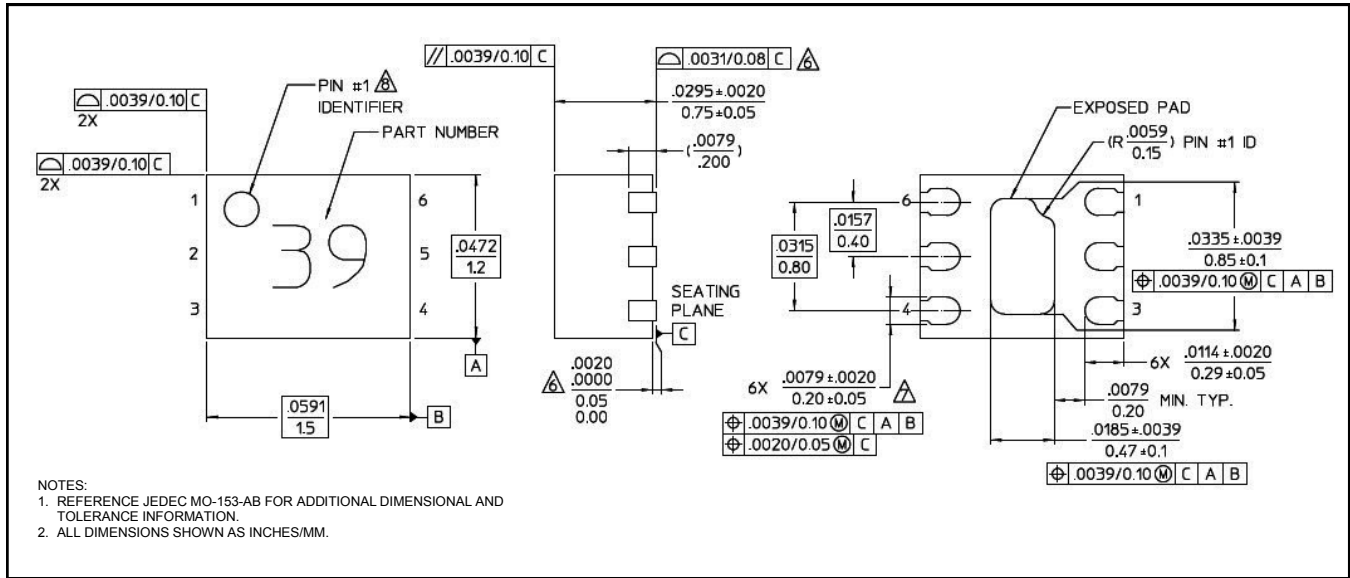 // .0039/0.10 C
⌓ .0031/0.08 C 6
PIN #1 8
IDENTIFIER
⌓ .0039/0.10 C
2X
PART NUMBER
⌓ .0039/0.10 C
2X
.0295±.0020
0.75±0.05
(.0079
.200)
EXPOSED PAD
(R .0059
0.15) PIN #1 ID
1
2
3
39
6
5
4
.0472
1.2
A
.0591
1.5
B
SEATING
PLANE
C
6 .0020
.0000
0.05
0.00
6
4
.0315
0.80
.0157
0.40
1
3
.0335±.0039
0.85±0.1
⌖ .0039/0.10 Ⓜ C A B
6X .0079±.0020
0.20±0.05 7
⌖ .0039/0.10 Ⓜ C A B
⌖ .0020/0.05 Ⓜ C
6X .0114±.0020
0.29±0.05
.0079
0.20 MIN. TYP.
.0185±.0039
0.47±0.1
⌖ .0039/0.10 Ⓜ C A B
NOTES:
1. REFERENCE JEDEC MO-153-AB FOR ADDITIONAL DIMENSIONAL AND
TOLERANCE INFORMATION.
2. ALL DIMENSIONS SHOWN AS INCHES/MM.